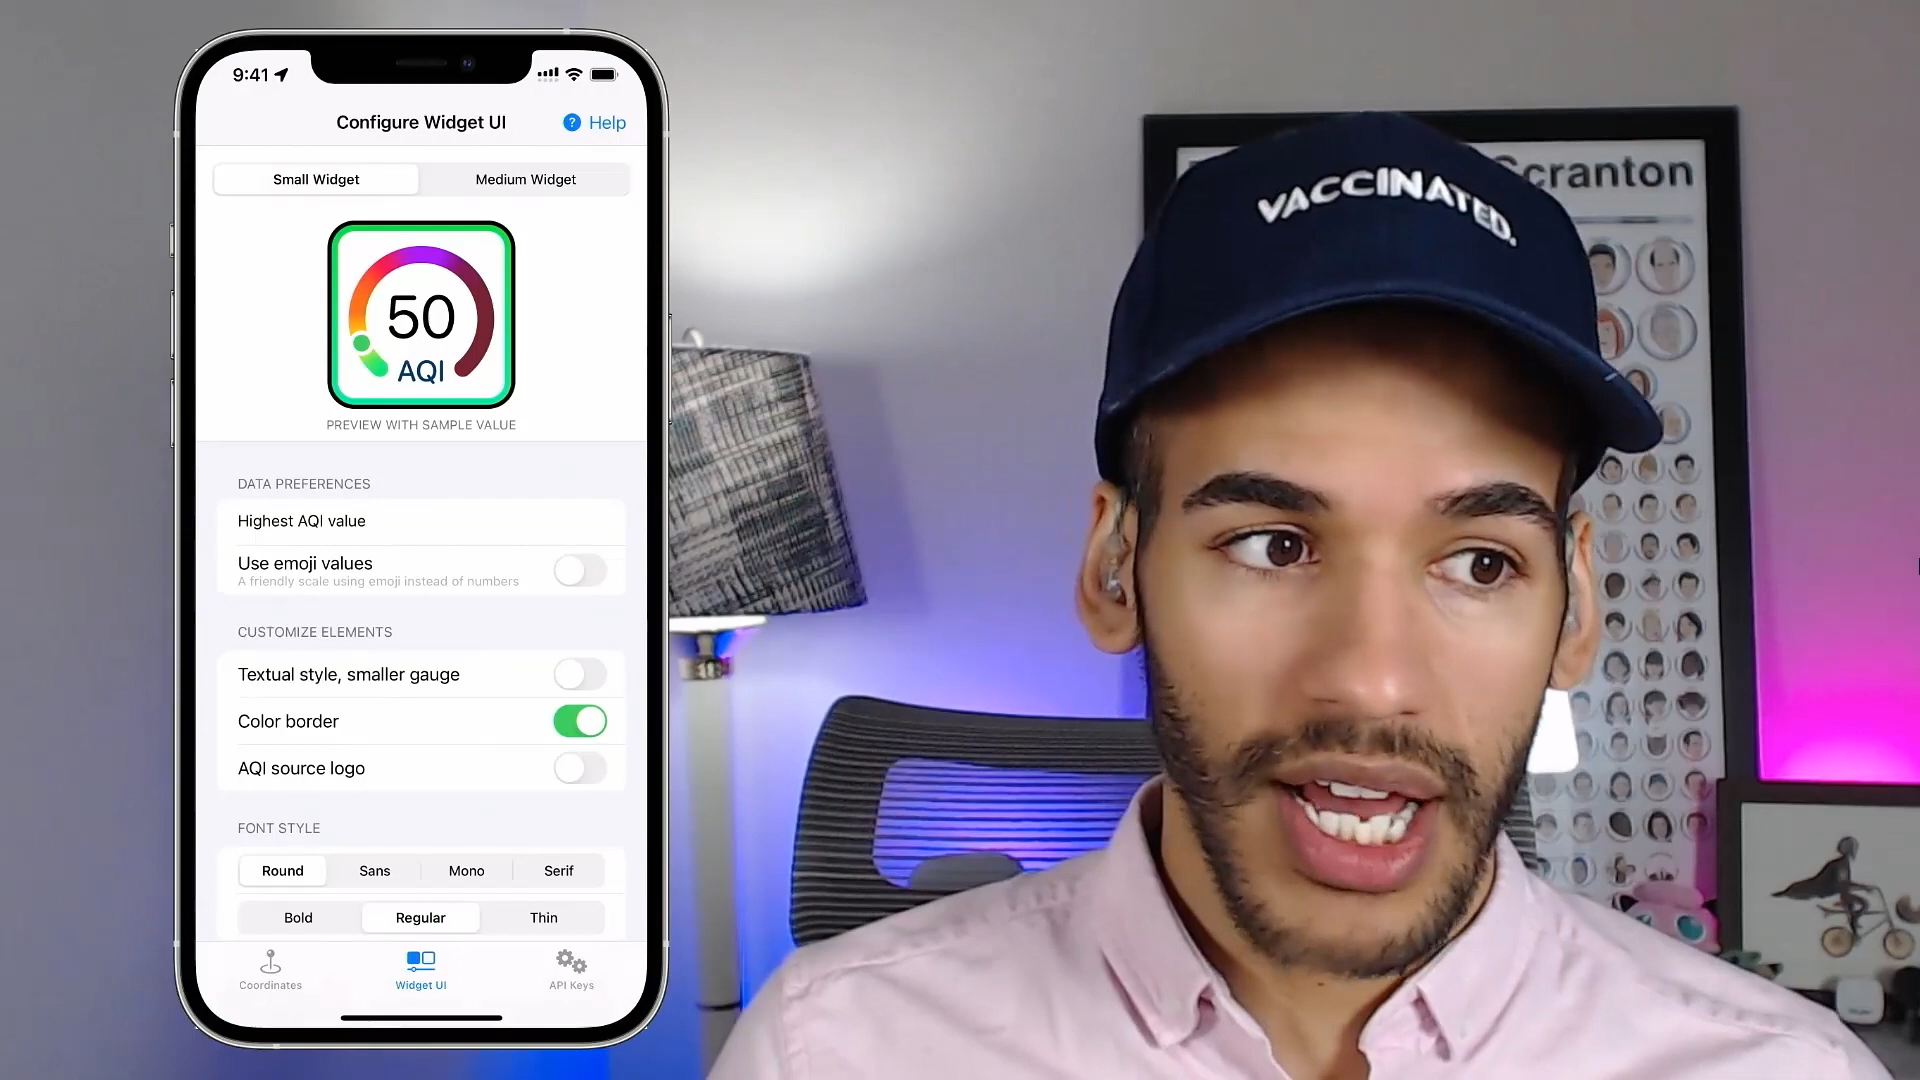 9:41
Configure Widget UI
? Help
Small Widget
Medium Widget
50
AQI
PREVIEW WITH SAMPLE VALUE
DATA PREFERENCES
Highest AQI value
Use emoji values
A friendly scale using emoji instead of numbers
CUSTOMIZE ELEMENTS
Textual style, smaller gauge
Color border
AQI source logo
FONT STYLE
Round
Sans
Mono
Serif
Bold
Regular
Thin
Coordinates
Widget UI
API Keys
VACCINATED.
Scranton